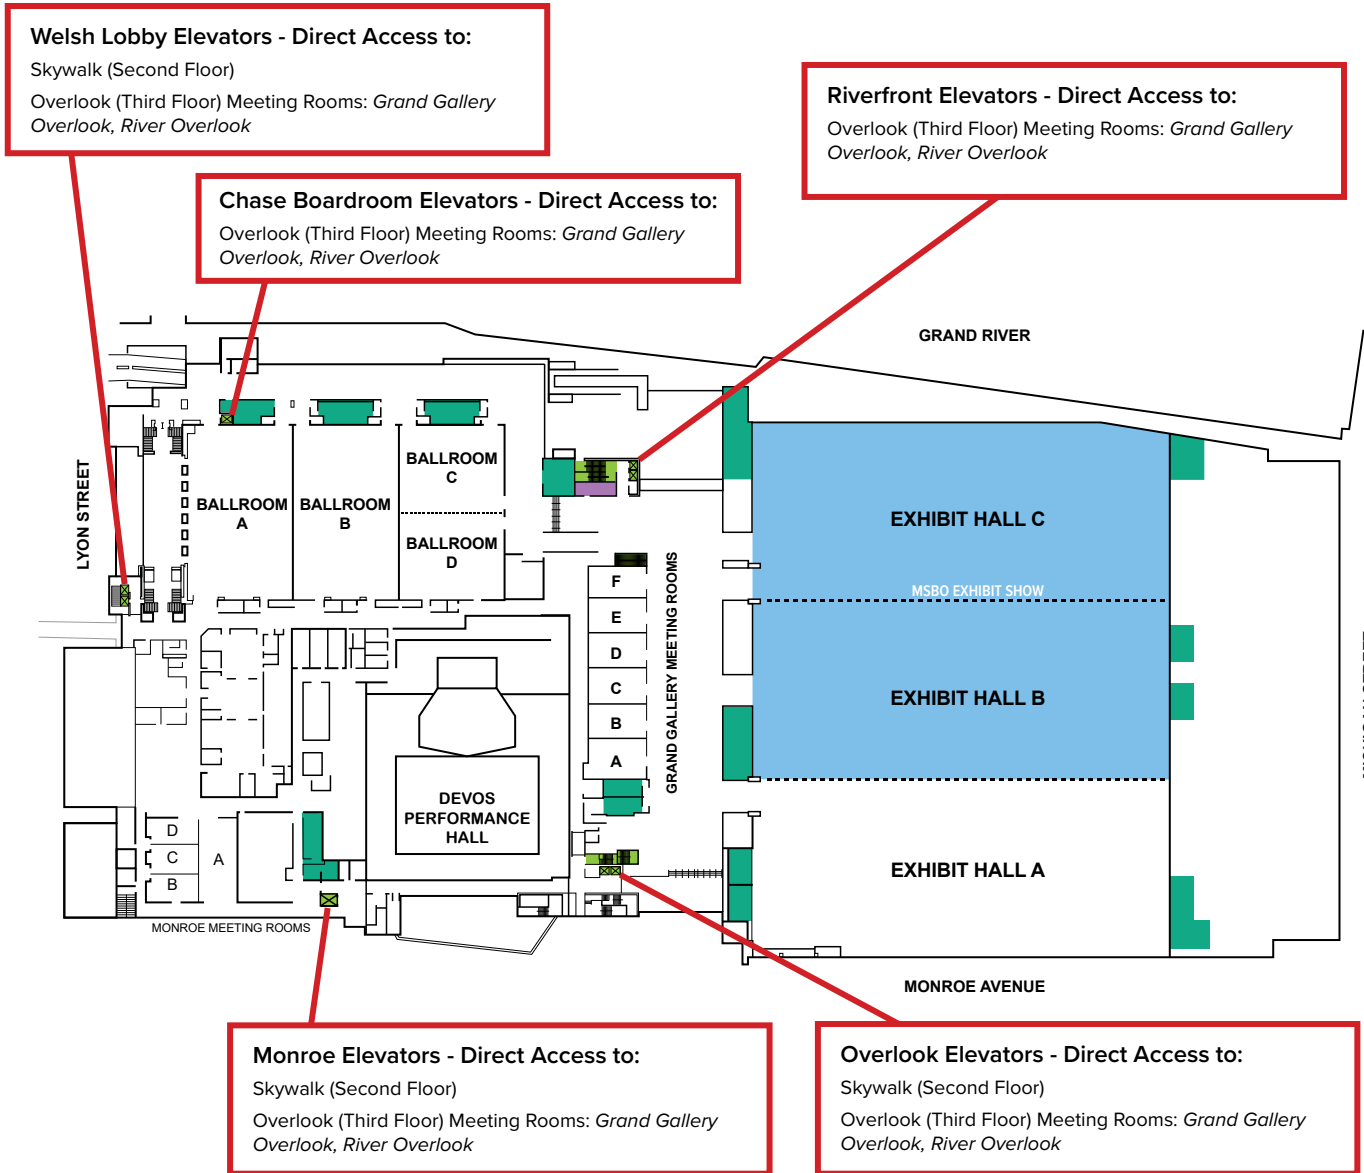 Welsh Lobby Elevators - Direct Access to:
Skywalk (Second Floor)
Overlook (Third Floor) Meeting Rooms: Grand Gallery
Overlook, River Overlook
Riverfront Elevators - Direct Access to:
Overlook (Third Floor) Meeting Rooms: Grand Gallery
Overlook, River Overlook
Chase Boardroom Elevators - Direct Access to:
Overlook (Third Floor) Meeting Rooms: Grand Gallery
Overlook, River Overlook
GRAND RIVER
LYON STREET
BALLROOM
A
BALLROOM
B
BALLROOM
C
BALLROOM
D
EXHIBIT HALL C
MSBO EXHIBIT SHOW
EXHIBIT HALL B
EXHIBIT HALL A
GRAND GALLERY MEETING ROOMS
F
E
D
C
B
A
DEVOS
PERFORMANCE
HALL
D
C
B
A
MONROE MEETING ROOMS
MONROE AVENUE
Monroe Elevators - Direct Access to:
Skywalk (Second Floor)
Overlook (Third Floor) Meeting Rooms: Grand Gallery
Overlook, River Overlook
Overlook Elevators - Direct Access to:
Skywalk (Second Floor)
Overlook (Third Floor) Meeting Rooms: Grand Gallery
Overlook, River Overlook